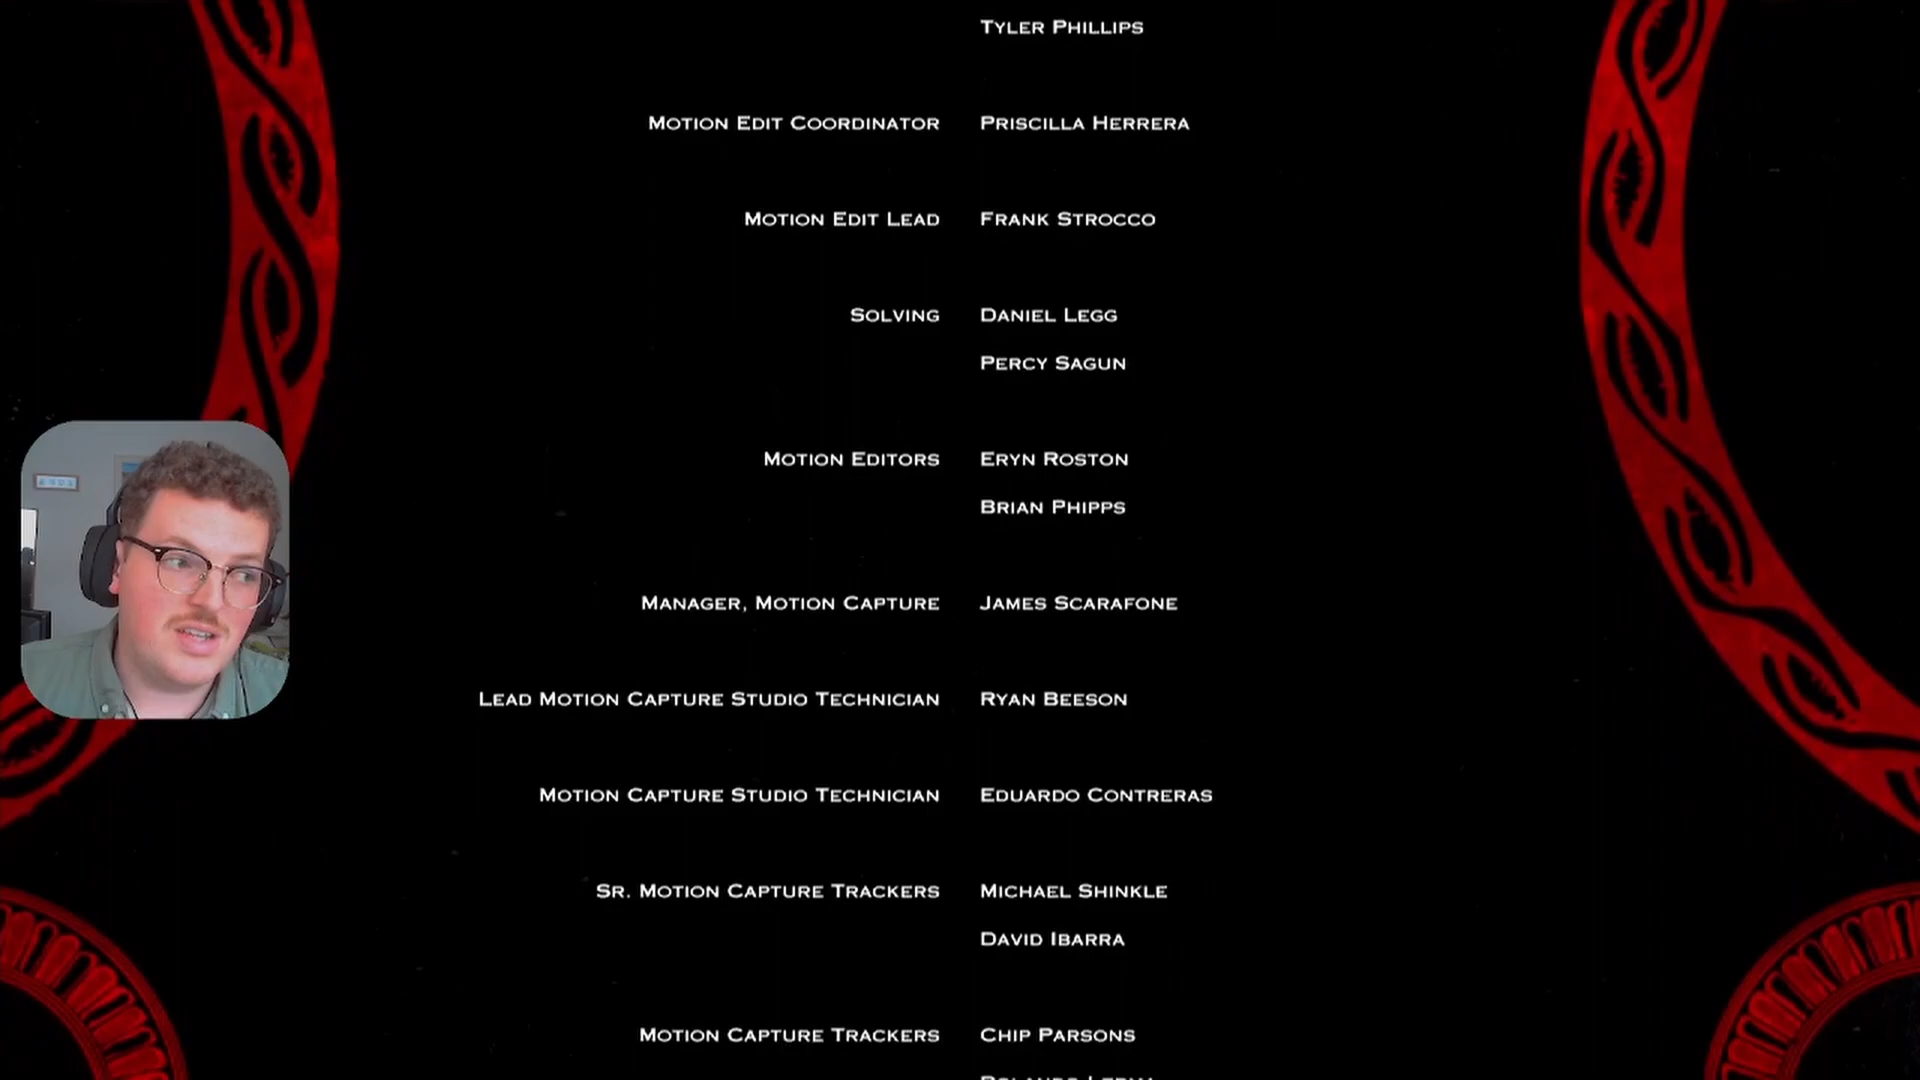 Tyler Phillips
Motion Edit Coordinator Priscilla Herrera
Motion Edit Lead Frank Strocco
Solving Daniel Legg
Percy Sagun
Motion Editors Eryn Roston
Brian Phipps
Manager, Motion Capture James Scarafone
Lead Motion Capture Studio Technician Ryan Beeson
Motion Capture Studio Technician Eduardo Contreras
Sr. Motion Capture Trackers Michael Shinkle
David Ibarra
Motion Capture Trackers Chip Parsons